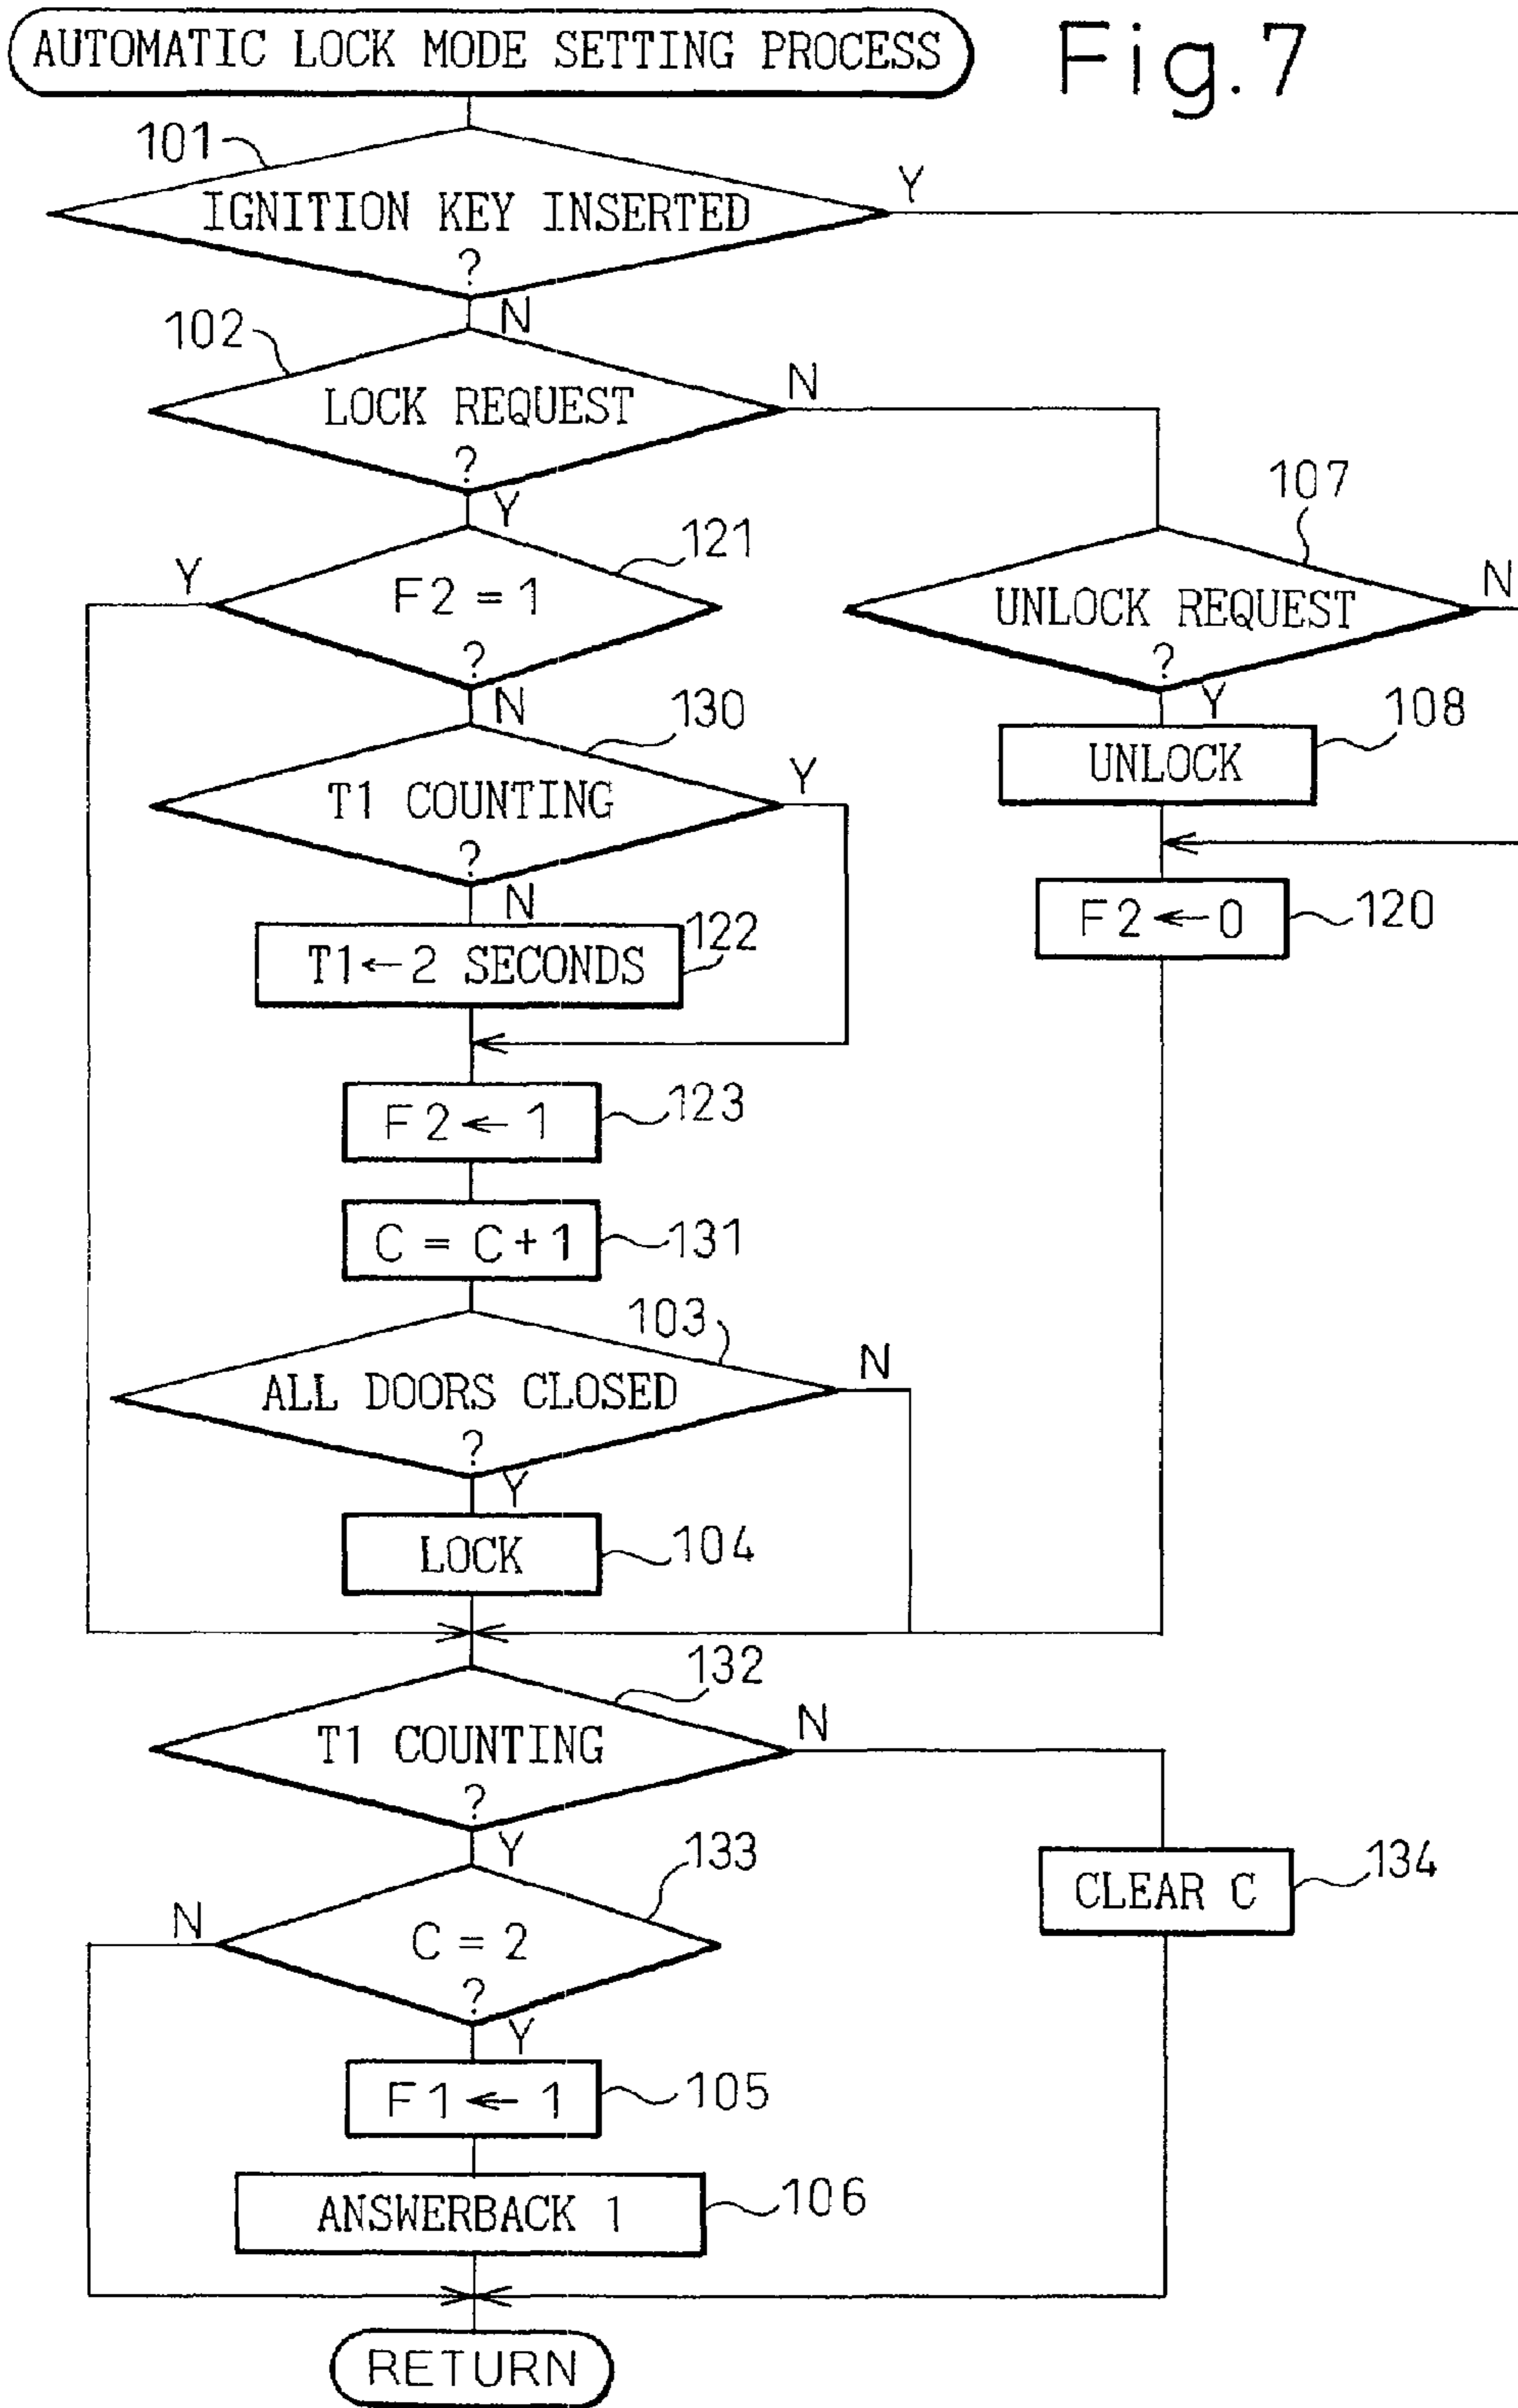 AUTOMATIC LOCK MODE SETTING PROCESS
Fig.7
101
IGNITION KEY INSERTED
?
Y
N
102
LOCK REQUEST
?
N
Y
107
UNLOCK REQUEST
?
N
Y
121
F2 = 1
?
Y
N
108
UNLOCK
130
T1 COUNTING
?
Y
N
120
F2 ← 0
122
T1 ← 2 SECONDS
123
F2 ← 1
131
C = C + 1
103
ALL DOORS CLOSED
?
N
Y
104
LOCK
132
T1 COUNTING
?
N
Y
133
C = 2
?
N
Y
134
CLEAR C
105
F1 ← 1
106
ANSWERBACK 1
RETURN